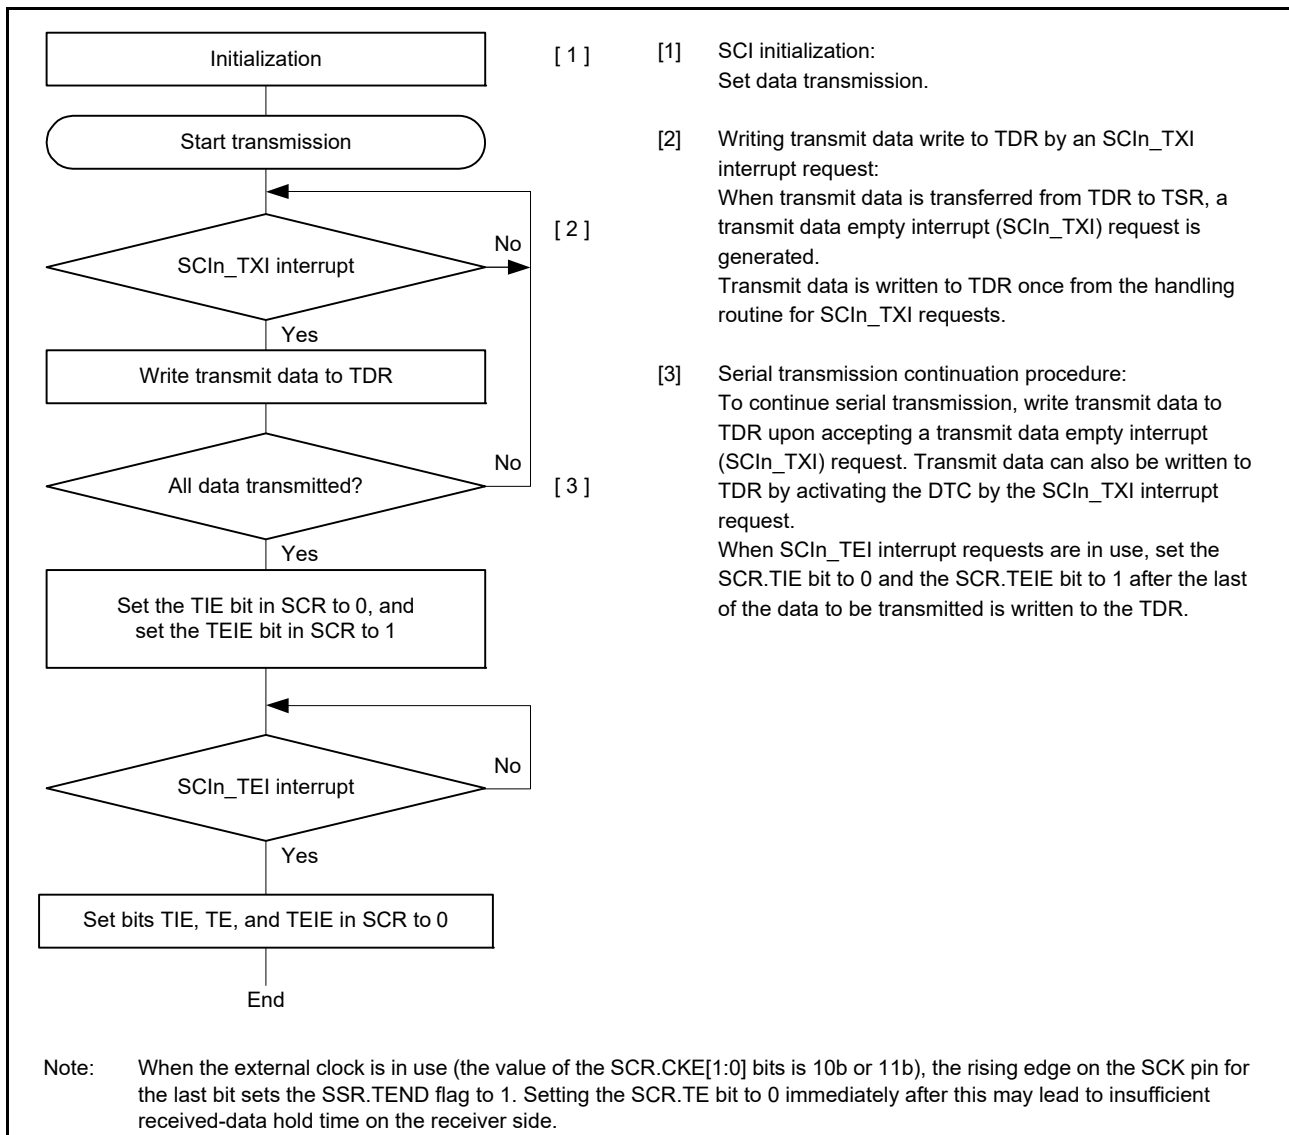 Initialization
[ 1 ]
Start transmission
[ 2 ]
SCIn_TXI interrupt
No
Yes
Write transmit data to TDR
All data transmitted?
No
[ 3 ]
Yes
Set the TIE bit in SCR to 0, and
set the TEIE bit in SCR to 1
SCIn_TEI interrupt
No
Yes
Set bits TIE, TE, and TEIE in SCR to 0
End
[1] SCI initialization:
Set data transmission.
[2] Writing transmit data write to TDR by an SCIn_TXI
interrupt request:
When transmit data is transferred from TDR to TSR, a
transmit data empty interrupt (SCIn_TXI) request is
generated.
Transmit data is written to TDR once from the handling
routine for SCIn_TXI requests.
[3] Serial transmission continuation procedure:
To continue serial transmission, write transmit data to
TDR upon accepting a transmit data empty interrupt
(SCIn_TXI) request. Transmit data can also be written to
TDR by activating the DTC by the SCIn_TXI interrupt
request.
When SCIn_TEI interrupt requests are in use, set the
SCR.TIE bit to 0 and the SCR.TEIE bit to 1 after the last
of the data to be transmitted is written to the TDR.
Note: When the external clock is in use (the value of the SCR.CKE[1:0] bits is 10b or 11b), the rising edge on the SCK pin for
the last bit sets the SSR.TEND flag to 1. Setting the SCR.TE bit to 0 immediately after this may lead to insufficient
received-data hold time on the receiver side.